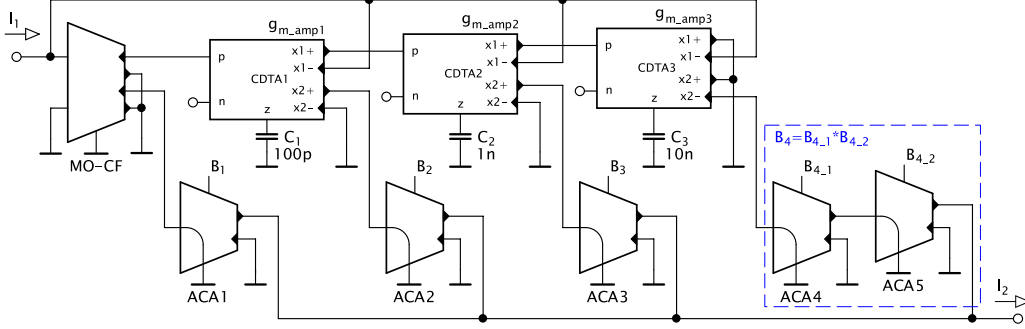 I1
gm_amp1
gm_amp2
gm_amp3
p
x1+
x1-
CDTA1
x2+
n
x2-
z
p
x1+
x1-
CDTA2
x2+
n
x2-
z
p
x1+
x1-
CDTA3
x2+
n
x2-
z
MO-CF
C1
100p
C2
1n
C3
10n
B4=B4_1*B4_2
B1
B2
B3
B4_1
B4_2
ACA1
ACA2
ACA3
ACA4
ACA5
I2